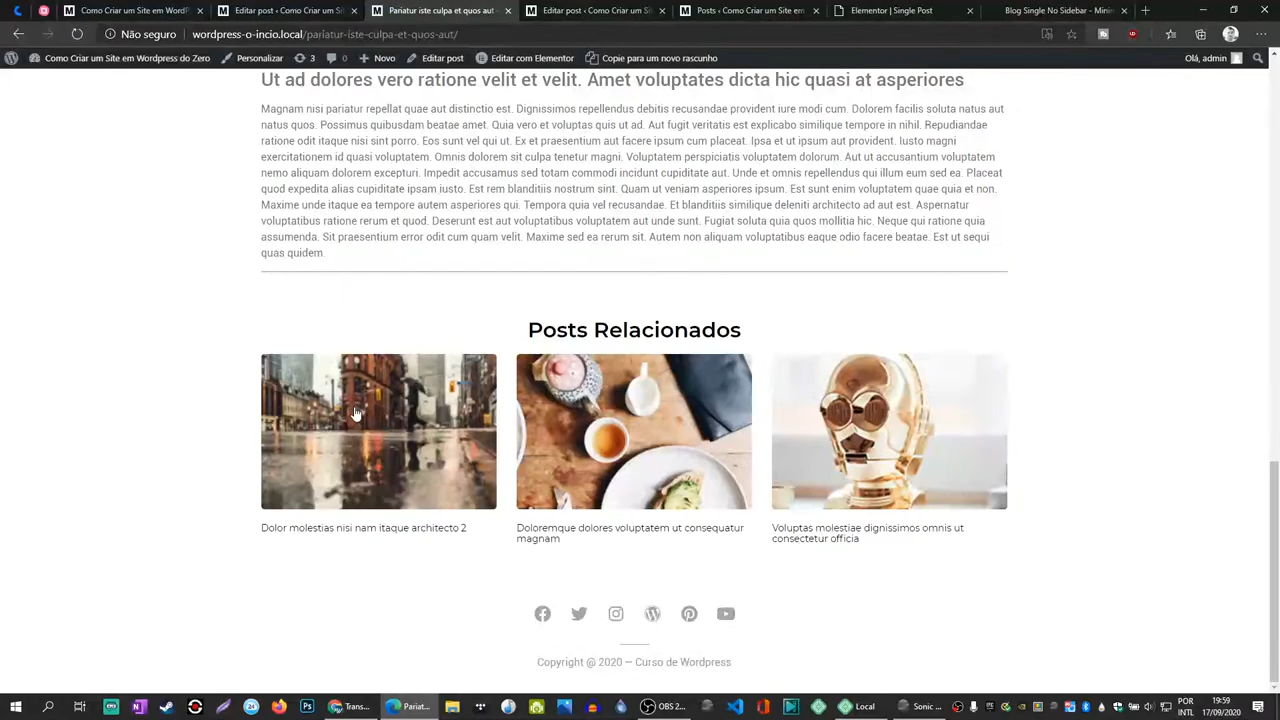 Como Criar um Site em WordP
Editar post ‹ Como Criar um Si
Pariatur iste culpa et quos aut
Editar post ‹ Como Criar um Si
Posts ‹ Como Criar um Site em
Elementor | Single Post
Blog Single No Sidebar - Mini
Não seguro
wordpress-o-incio.local/pariatur-iste-culpa-et-quos-aut/
Como Criar um Site em Wordpress do Zero
Personalizar
3
0
Novo
Editar post
Editar com Elementor
Copie para um novo rascunho
Olá, admin
Ut ad dolores vero ratione velit et velit. Amet voluptates dicta hic quasi at asperiores
Magnam nisi pariatur repellat quae aut distinctio est. Dignissimos repellendus debitis recusandae provident iure modi cum. Dolorem facilis soluta natus aut
natus quos. Possimus quibusdam beatae amet. Quia vero et voluptas quis ut ad. Aut fugit veritatis est explicabo similique tempore in nihil. Repudiandae
ratione odit itaque nisi sint porro. Eos sunt vel qui ut. Ex et praesentium aut facere ipsum cum placeat. Ipsa et ut ipsum aut provident. Iusto magni
exercitationem id quasi voluptatem. Omnis dolorem sit culpa tenetur magni. Voluptatem perspiciatis voluptatem dolorum. Aut ut accusantium voluptatem
nemo aliquam dolorem excepturi. Impedit accusamus sed totam commodi incidunt cupiditate aut. Unde et omnis repellendus qui illum eum sed ea. Placeat
quod expedita alias cupiditate ipsam iusto. Est rem blanditiis nostrum sint. Quam ut veniam asperiores ipsum. Est sunt enim voluptatem quae quia et non.
Maxime unde itaque ea tempore autem asperiores qui. Tempora quia vel recusandae. Et blanditiis similique deleniti architecto ad aut est. Aspernatur
voluptatibus ratione rerum et quod. Deserunt est aut voluptatibus voluptatem aut unde sunt. Fugiat soluta quia quos mollitia hic. Neque qui ratione quia
assumenda. Sit praesentium error odit cum quam velit. Maxime sed ea rerum sit. Autem non aliquam voluptatibus eaque odio facere beatae. Est ut sequi
quas quidem.
Posts Relacionados
Dolor molestias nisi nam itaque architecto 2
Doloremque dolores voluptatem ut consequatur
magnam
Voluptas molestiae dignissimos omnis ut
consectetur officia
Copyright @ 2020 – Curso de Wordpress
Trans...
Pariat...
OBS 2...
Local
Sonic ...
POR
INTL
19:59
17/09/2020